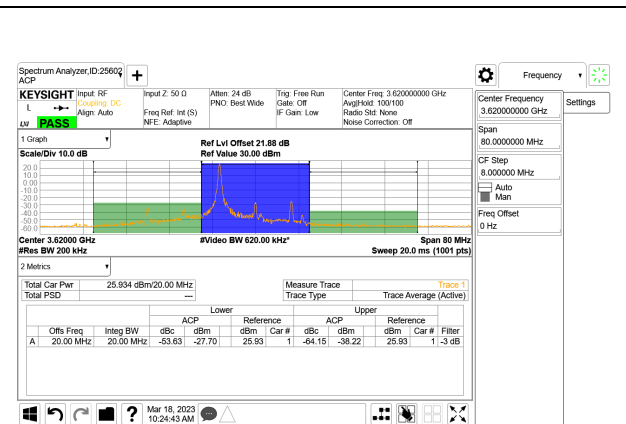 Spectrum Analyzer,ID:25602
ACP
Frequency
KEYSIGHT
Input: RF
Coupling: DC
Align: Auto
Input Z: 50 Ω
Freq Ref: Int (S)
NFE: Adaptive
Atten: 24 dB
PNO: Best Wide
Trig: Free Run
Gate: Off
IF Gain: Low
Center Freq: 3.620000000 GHz
Avg|Hold: 100/100
Radio Std: None
Noise Correction: Off
L
LXI PASS
Center Frequency
3.620000000 GHz
Settings
Span
80.0000000 MHz
CF Step
8.000000 MHz
Auto
Man
Freq Offset
0 Hz
1 Graph
Scale/Div 10.0 dB
Ref Lvl Offset 21.88 dB
Ref Value 30.00 dBm
20.0
10.0
0.00
-10.0
-20.0
-30.0
-40.0
-50.0
-60.0
Center 3.62000 GHz
#Video BW 620.00 kHz*
Span 80 MHz
#Res BW 200 kHz
Sweep 20.0 ms (1001 pts)
2 Metrics
Total Car Pwr 25.934 dBm/20.00 MHz
Total PSD ---
Measure Trace Trace 1
Trace Type Trace Average (Active)
Lower Upper
ACP Reference ACP Reference
Offs Freq Integ BW dBc dBm dBm Car # dBc dBm dBm Car # Filter
A 20.00 MHz 20.00 MHz -53.63 -27.70 25.93 1 -64.15 -38.22 25.93 1 -3 dB
Mar 18, 2023
10:24:43 AM